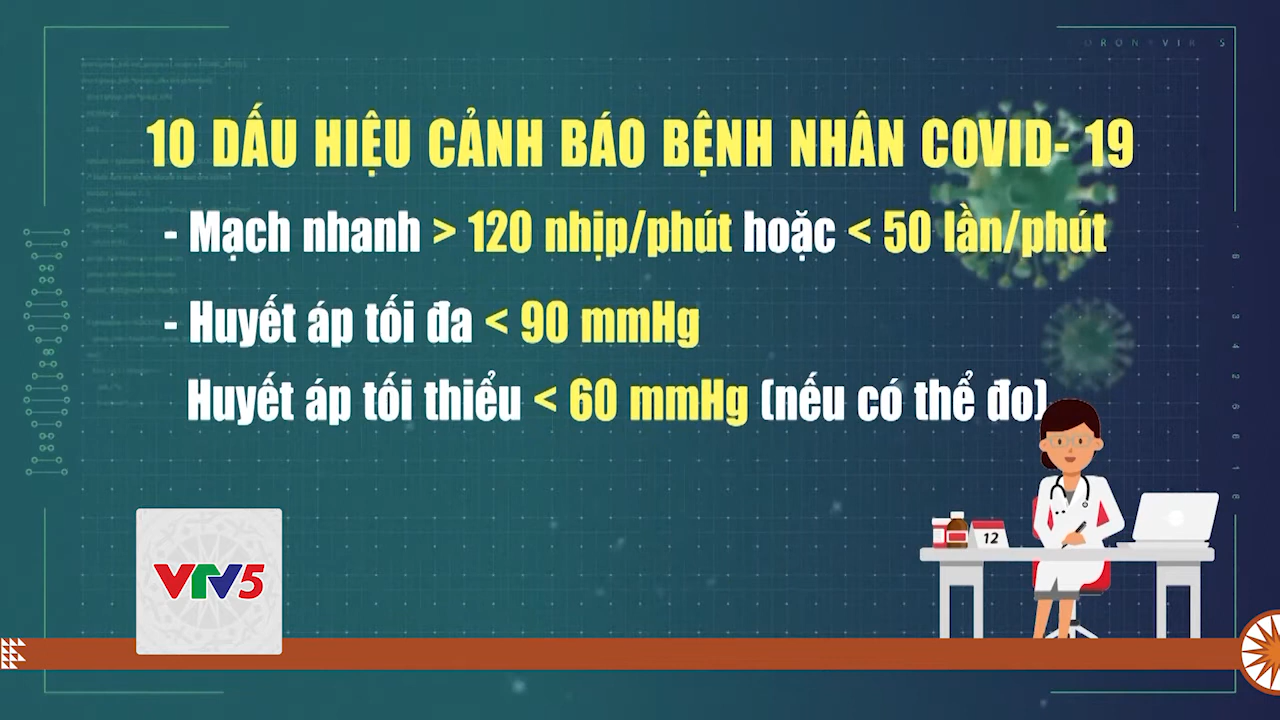 10 DẤU HIỆU CẢNH BÁO BỆNH NHÂN COVID- 19
- Mạch nhanh > 120 nhịp/phút hoặc < 50 lần/phút
- Huyết áp tối đa < 90 mmHg
Huyết áp tối thiểu < 60 mmHg (nếu có thể đo)
12
VTV5